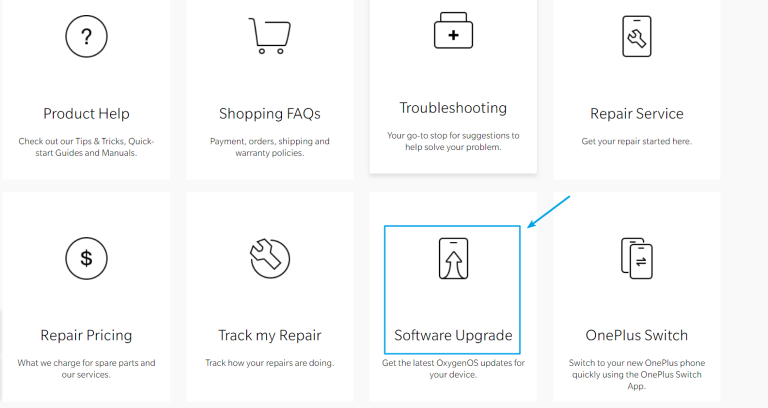 ?
Product Help
Check out our Tips & Tricks, Quick-
start Guides and Manuals.
Shopping FAQs
Payment, orders, shipping and
warranty policies.
Troubleshooting
Your go-to stop for suggestions to
help solve your problem.
Repair Service
Get your repair started here.
$
Repair Pricing
What we charge for spare parts and
our services.
Track my Repair
Track how your repairs are doing.
Software Upgrade
Get the latest OxygenOS updates for
your device.
OnePlus Switch
Switch to your new OnePlus phone
quickly using the OnePlus Switch
App.